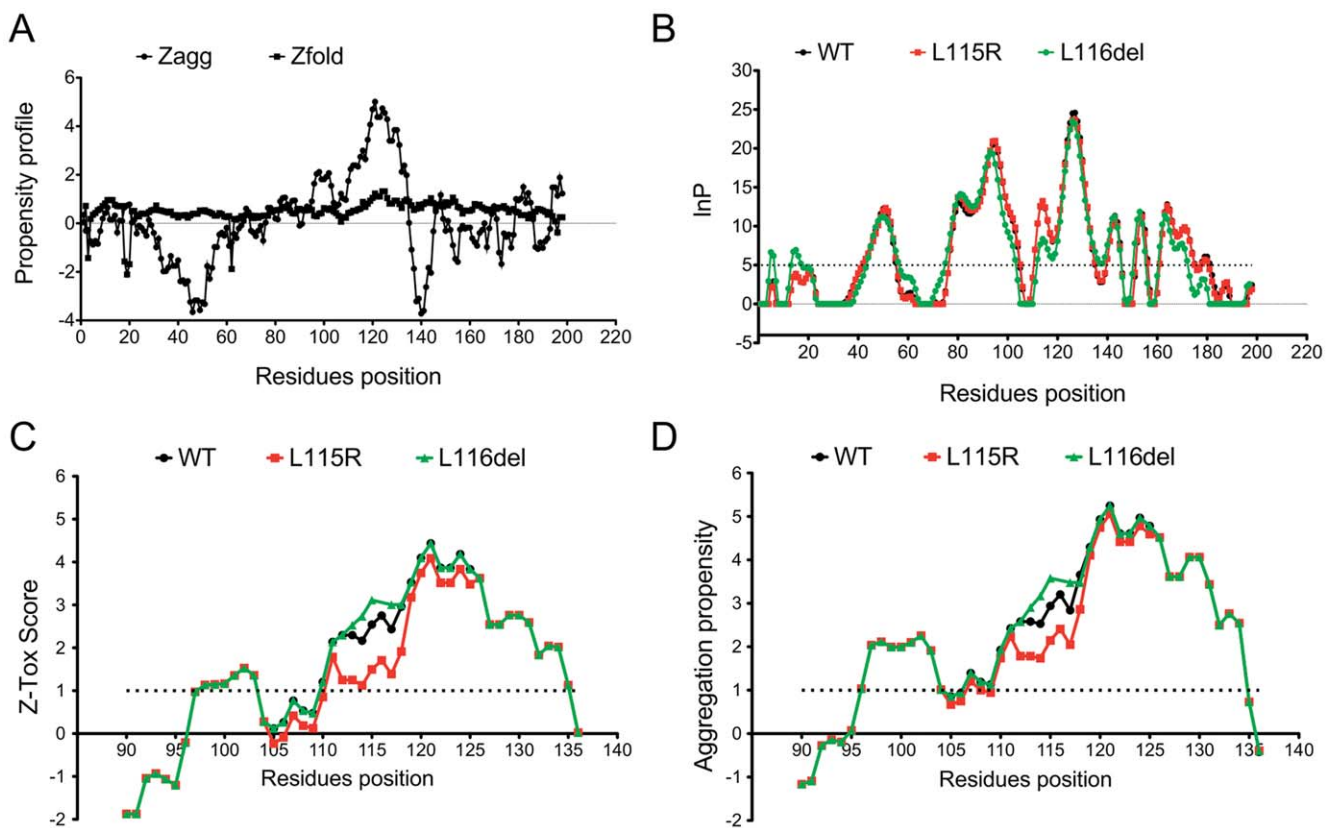 A
Zagg Zfold
Propensity profile
6
4
2
0
-2
-4
0 20 40 60 80 100 120 140 160 180 200 220
Residues position
B
WT L115R L116del
lnP
30
25
20
15
10
5
0
-5
20 40 60 80 100 120 140 160 180 200 220
Residues position
C
WT L115R L116del
Z-Tox Score
6
5
4
3
2
1
0
-1
-2
90 95 100 105 110 115 120 125 130 135 140
Residues position
D
WT L115R L116del
Aggregation propensity
6
5
4
3
2
1
0
-1
-2
90 95 100 105 110 115 120 125 130 135 140
Residues position